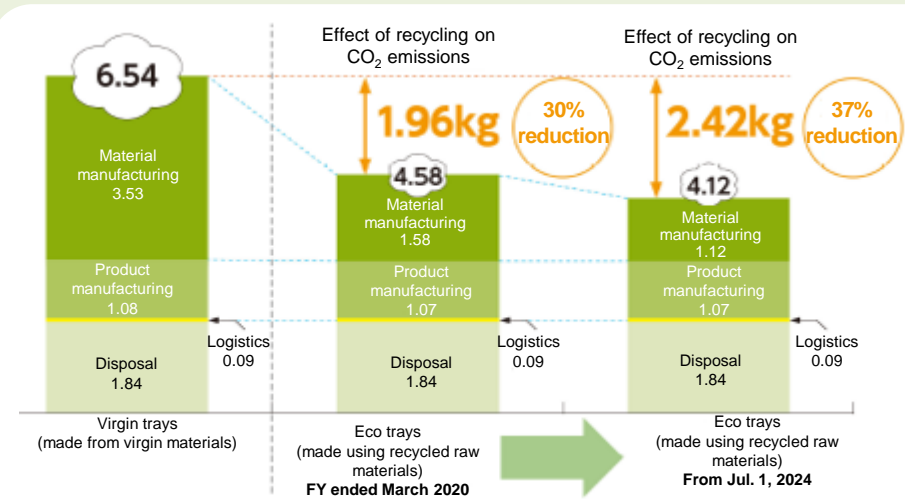 6.54
Material
manufacturing
3.53
Product
manufacturing
1.08
Logistics
0.09
Disposal
1.84
Virgin trays
(made from virgin materials)
Effect of recycling on
CO₂ emissions
1.96kg
30%
reduction
4.58
Material
manufacturing
1.58
Product
manufacturing
1.07
Logistics
0.09
Disposal
1.84
Eco trays
(made using recycled raw
materials)
FY ended March 2020
Effect of recycling on
CO₂ emissions
2.42kg
37%
reduction
4.12
Material
manufacturing
1.12
Product
manufacturing
1.07
Logistics
0.09
Disposal
1.84
Eco trays
(made using recycled raw
materials)
From Jul. 1, 2024